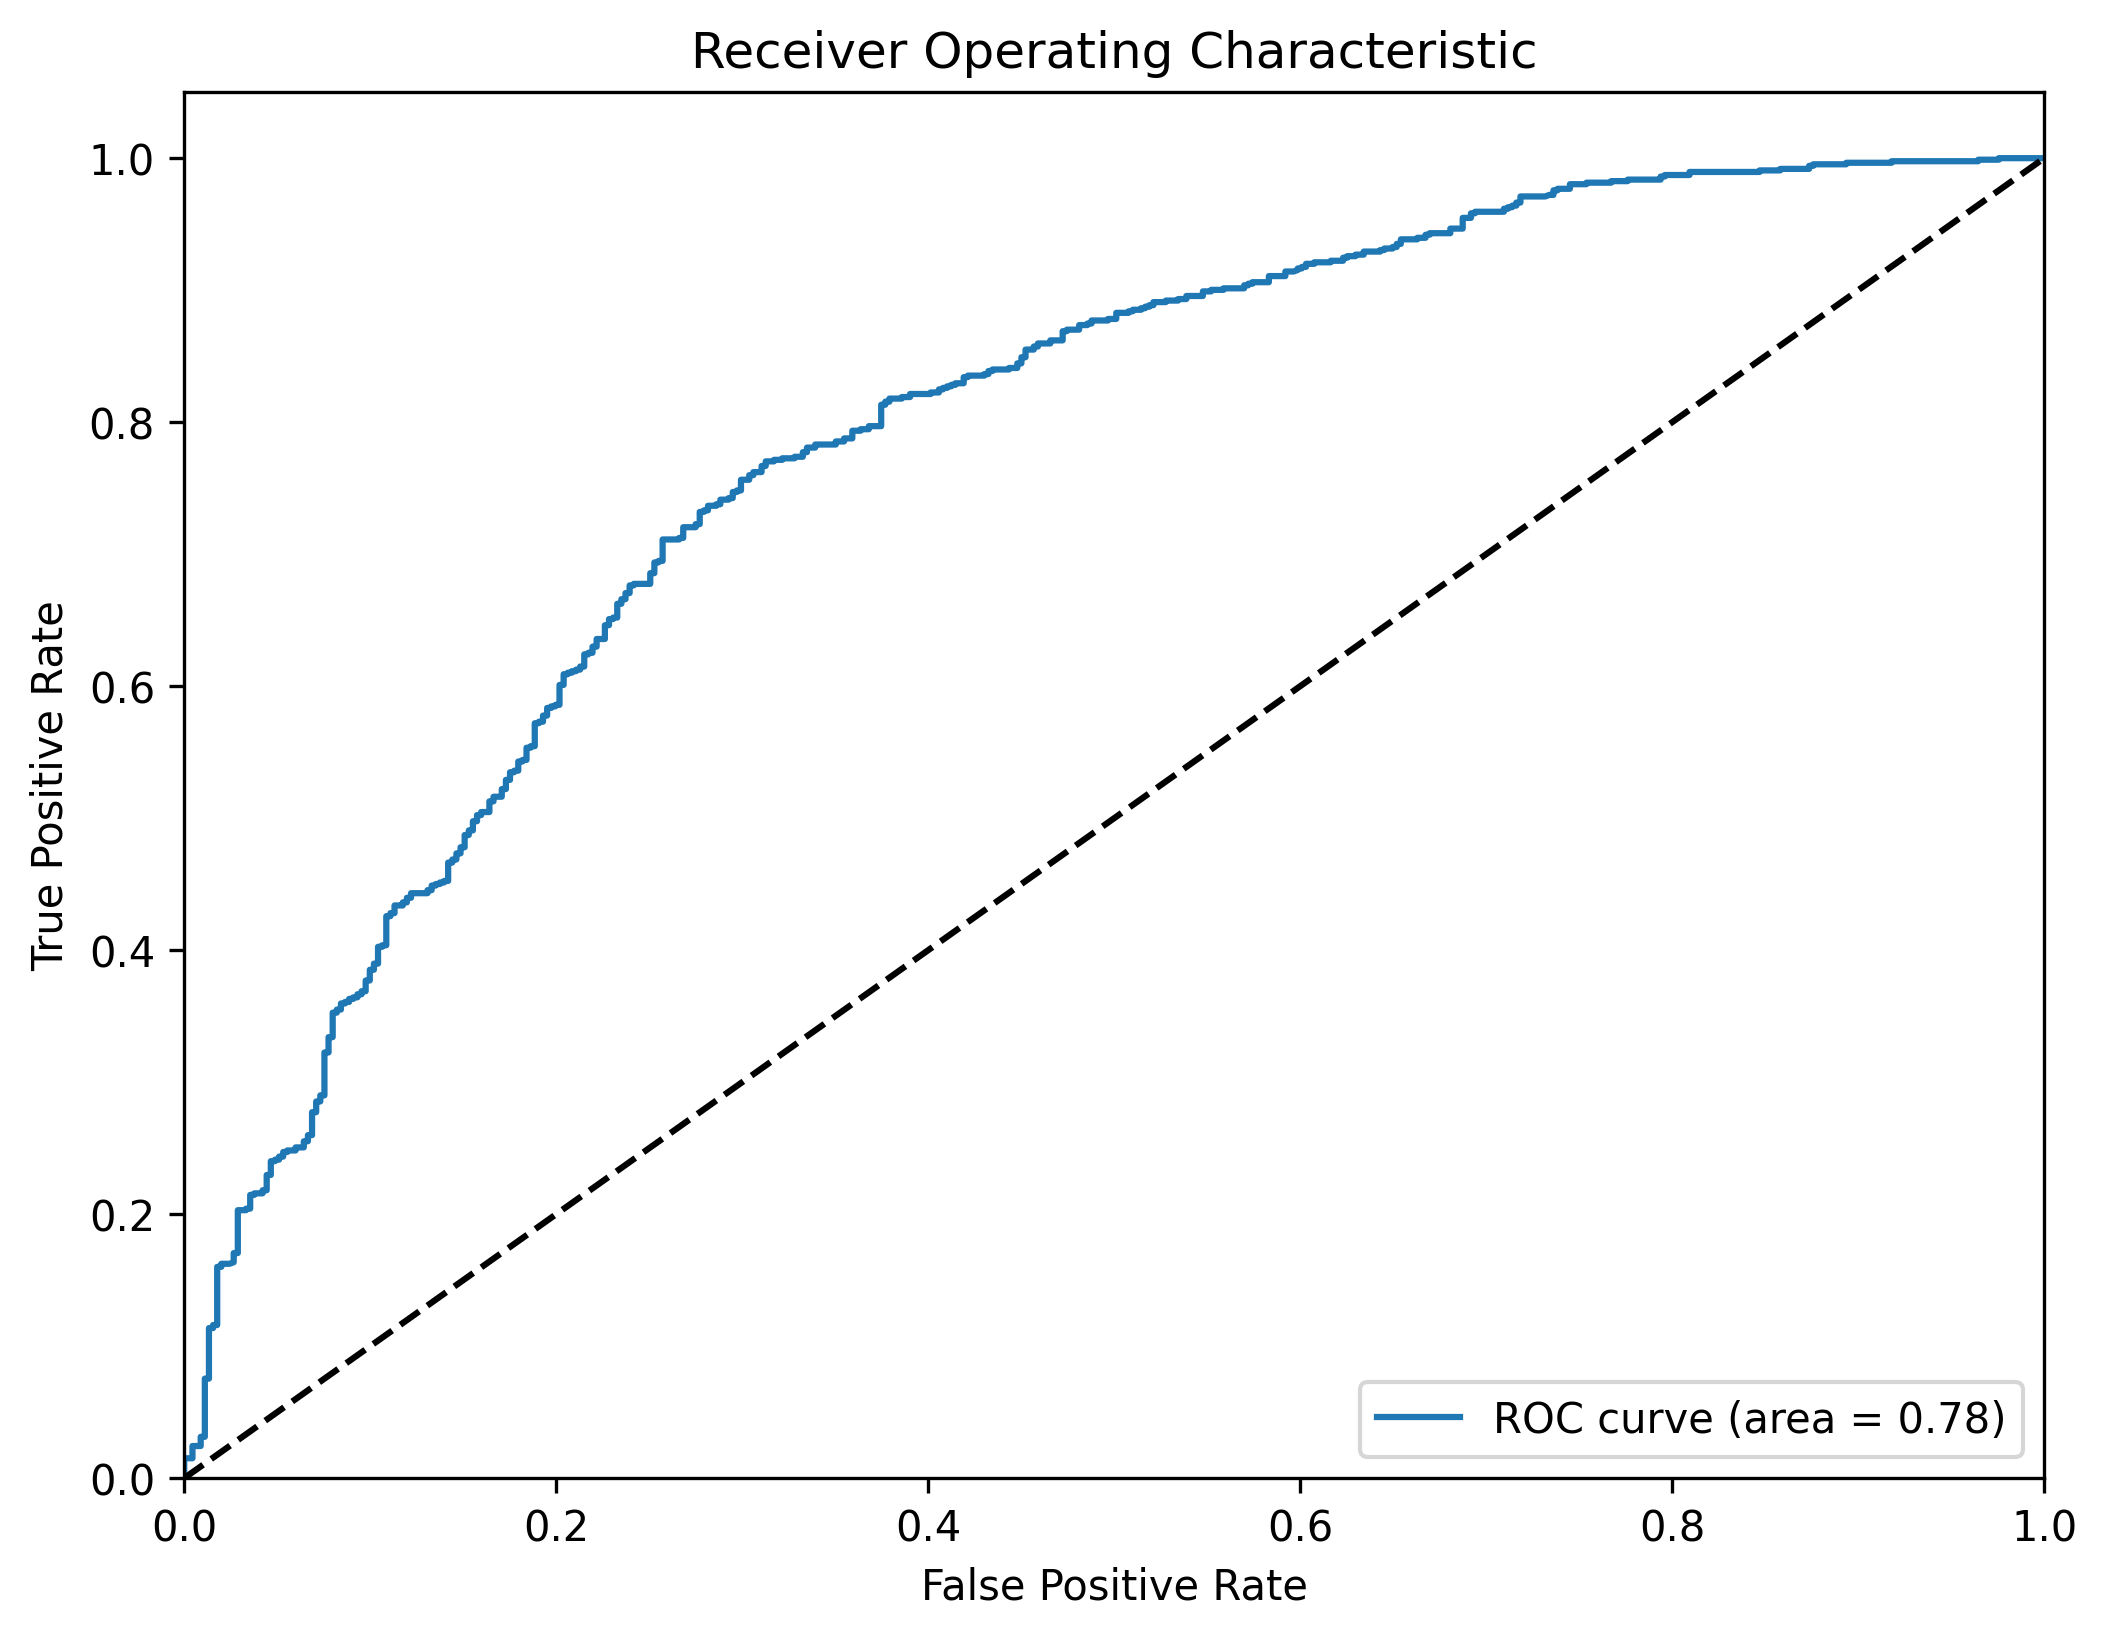 Receiver Operating Characteristic
1.0
0.8
0.6
0.4
0.2
0.0
True Positive Rate
ROC curve (area = 0.78)
0.0 0.2 0.4 0.6 0.8 1.0
False Positive Rate